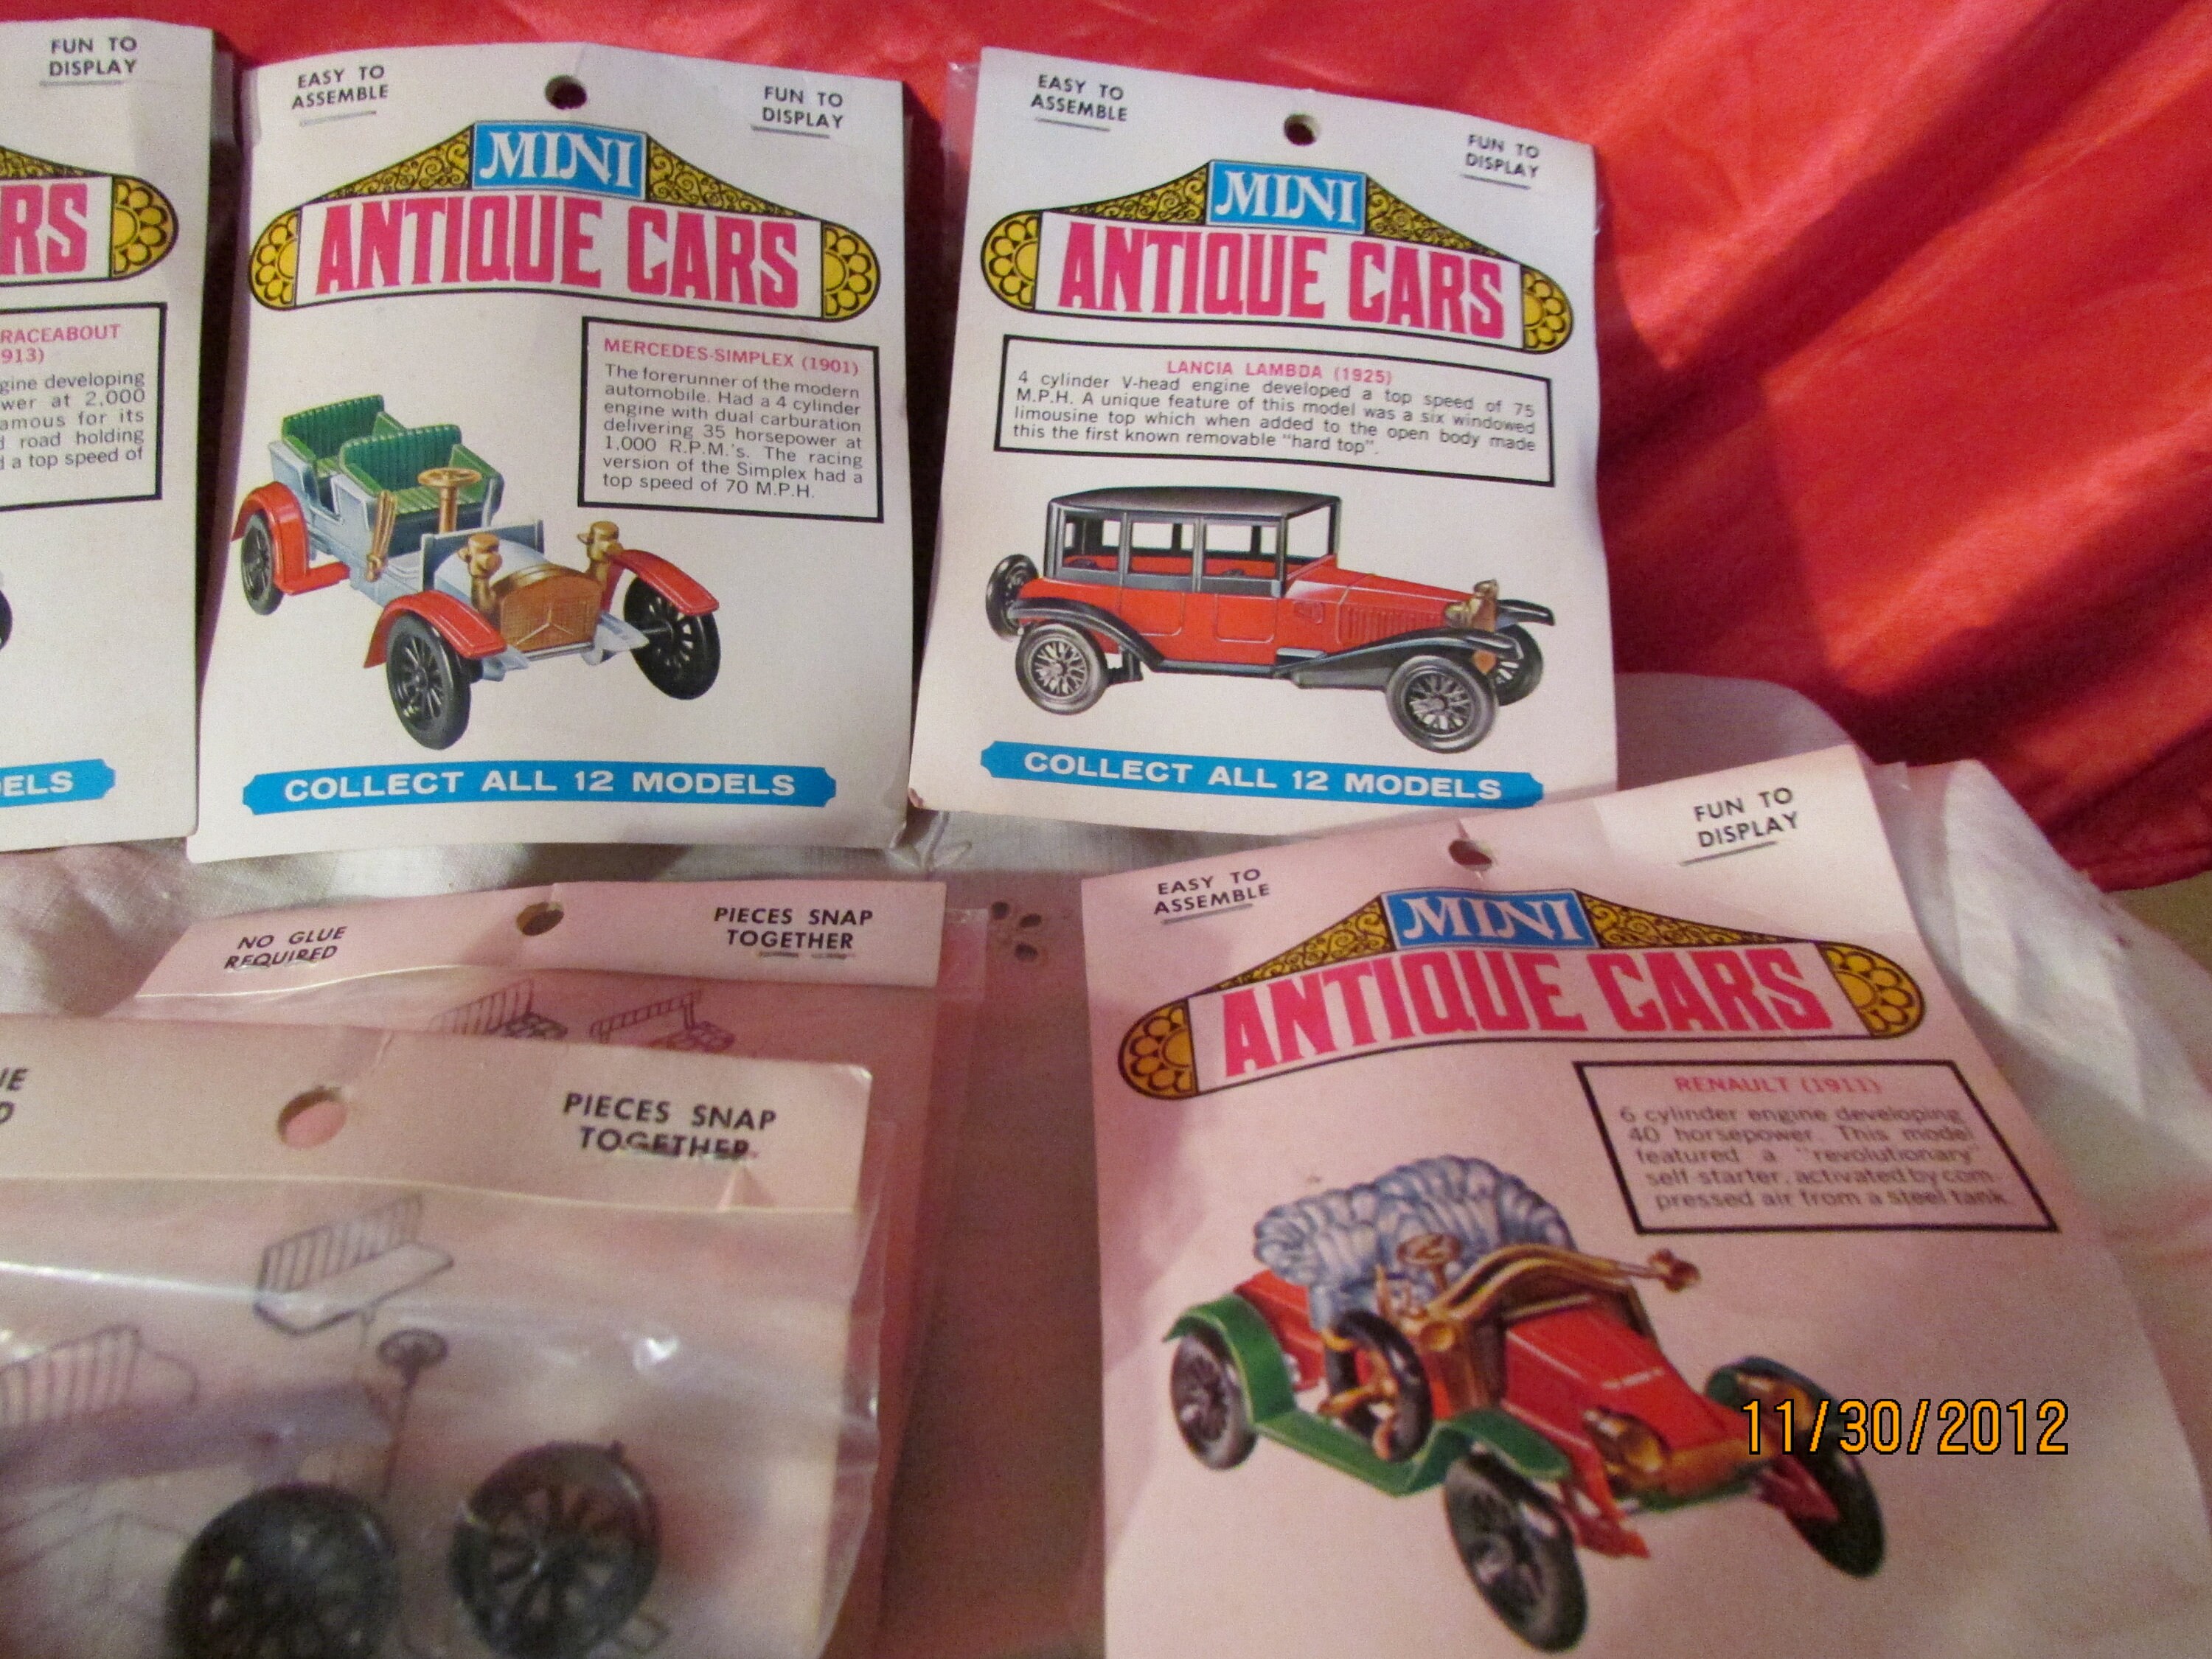 FUN TO
DISPLAY
RS
RACEABOUT
913)
gine developing
wer at 2,000
amous for its
d road holding
d a top speed of
ELS
EASY TO
ASSEMBLE
FUN TO
DISPLAY
MINI
ANTIQUE CARS
MERCEDES-SIMPLEX (1901)
The forerunner of the modern
automobile. Had a 4 cylinder
engine with dual carburation
delivering 35 horsepower at
1,000 R.P.M.'s. The racing
version of the Simplex had a
top speed of 70 M.P.H.
COLLECT ALL 12 MODELS
EASY TO
ASSEMBLE
FUN TO
DISPLAY
MINI
ANTIQUE CARS
LANCIA LAMBDA (1925)
4 cylinder V-head engine developed a top speed of 75
M.P.H. A unique feature of this model was a six windowed
limousine top which when added to the open body made
this the first known removable "hard top".
COLLECT ALL 12 MODELS
NO GLUE
REQUIRED
PIECES SNAP
TOGETHER
UE
D
PIECES SNAP
TOGETHER
EASY TO
ASSEMBLE
FUN TO
DISPLAY
MINI
ANTIQUE CARS
RENAULT (1911)
6 cylinder engine developing
40 horsepower. This model
featured a "revolutionary"
self starter, activated by com-
pressed air from a steel tank.
11/30/2012